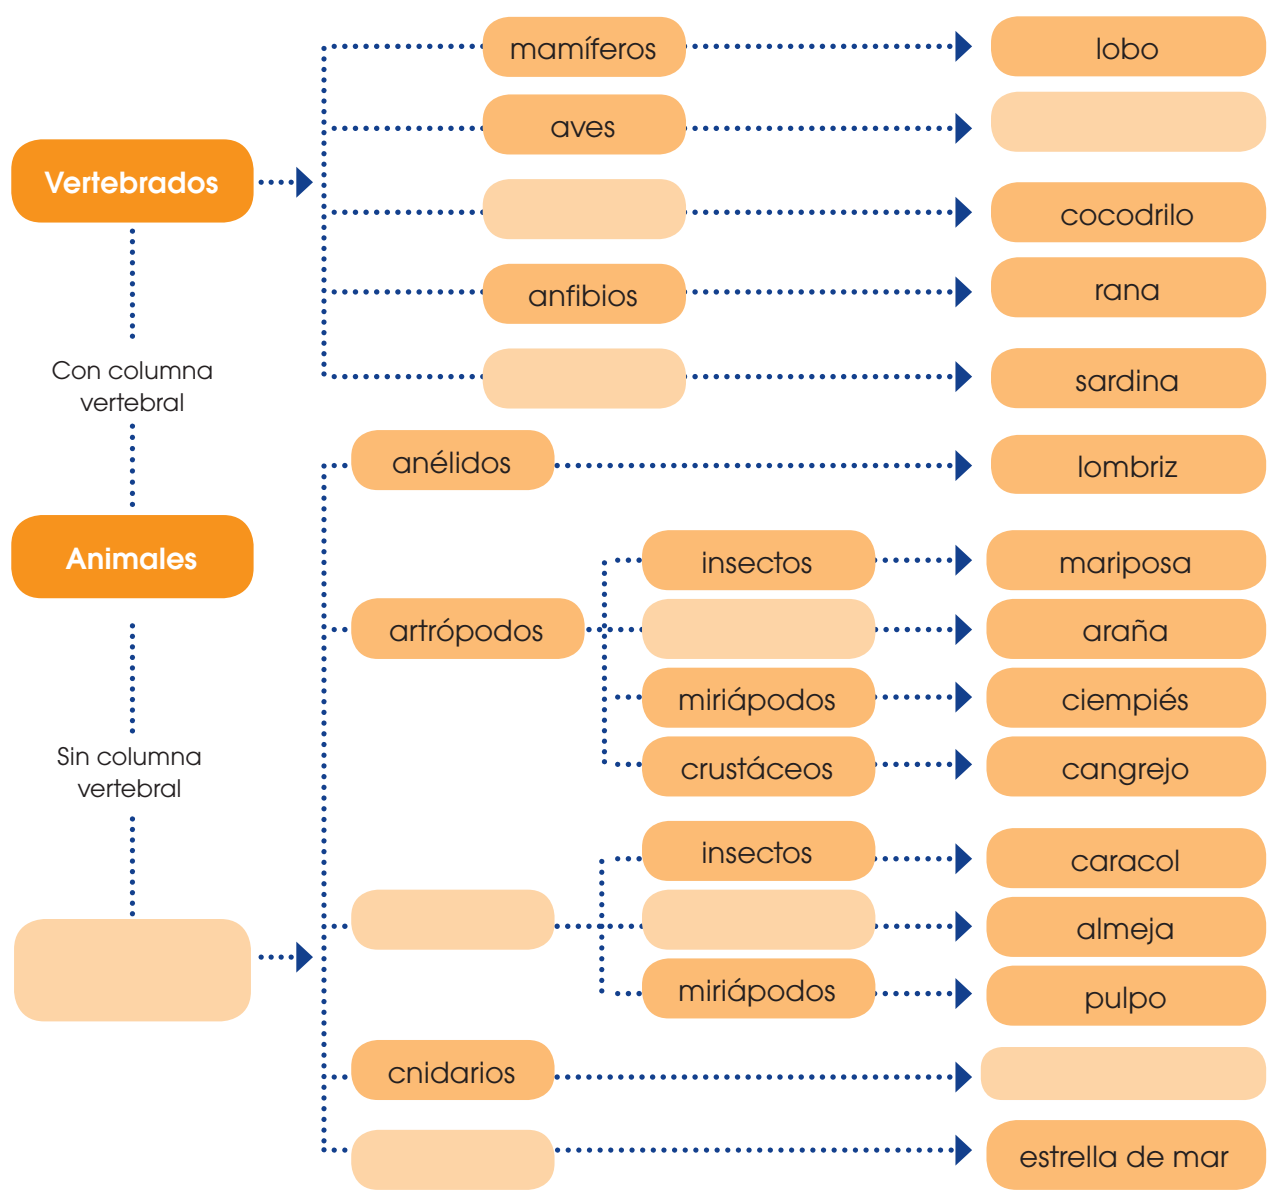 mamíferos
lobo
aves
Vertebrados
cocodrilo
anfibios
rana
Con columna
vertebral
sardina
anélidos
lombriz
Animales
insectos
mariposa
artrópodos
araña
miriápodos
ciempiés
Sin columna
vertebral
crustáceos
cangrejo
insectos
caracol
almeja
miriápodos
pulpo
cnidarios
estrella de mar